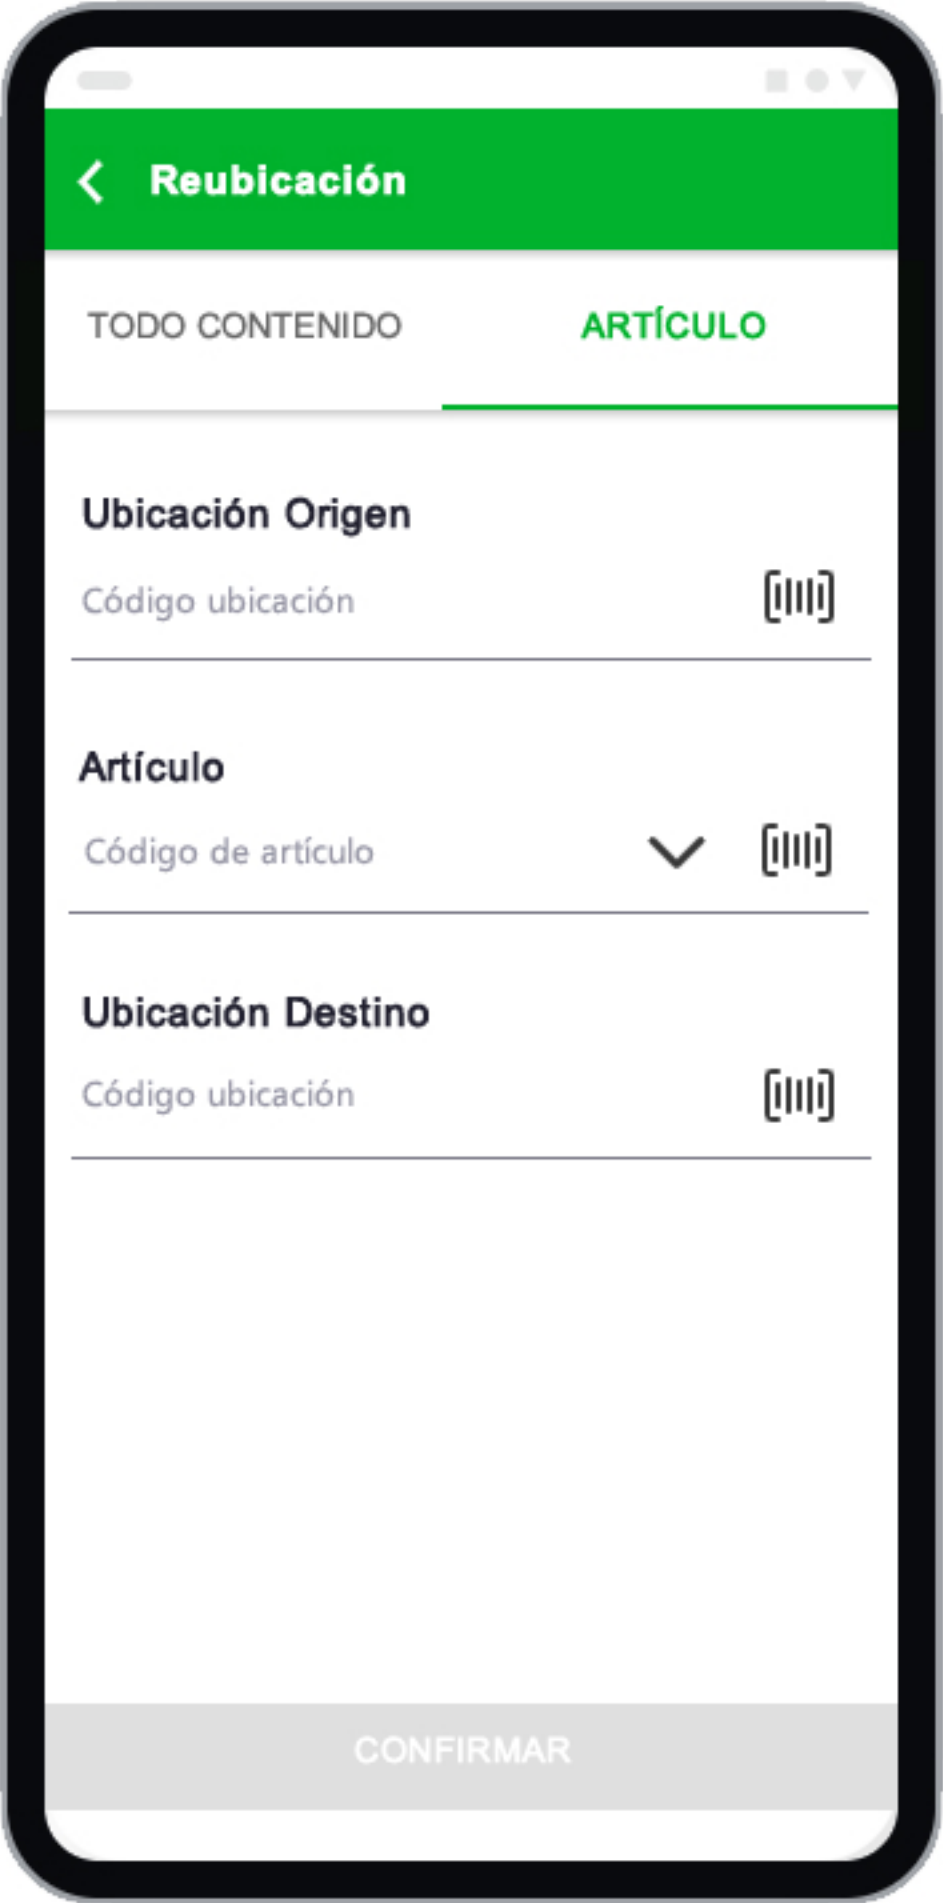 Reubicación
TODO CONTENIDO
ARTÍCULO
Ubicación Origen
Código ubicación
Artículo
Código de artículo
Ubicación Destino
Código ubicación
CONFIRMAR